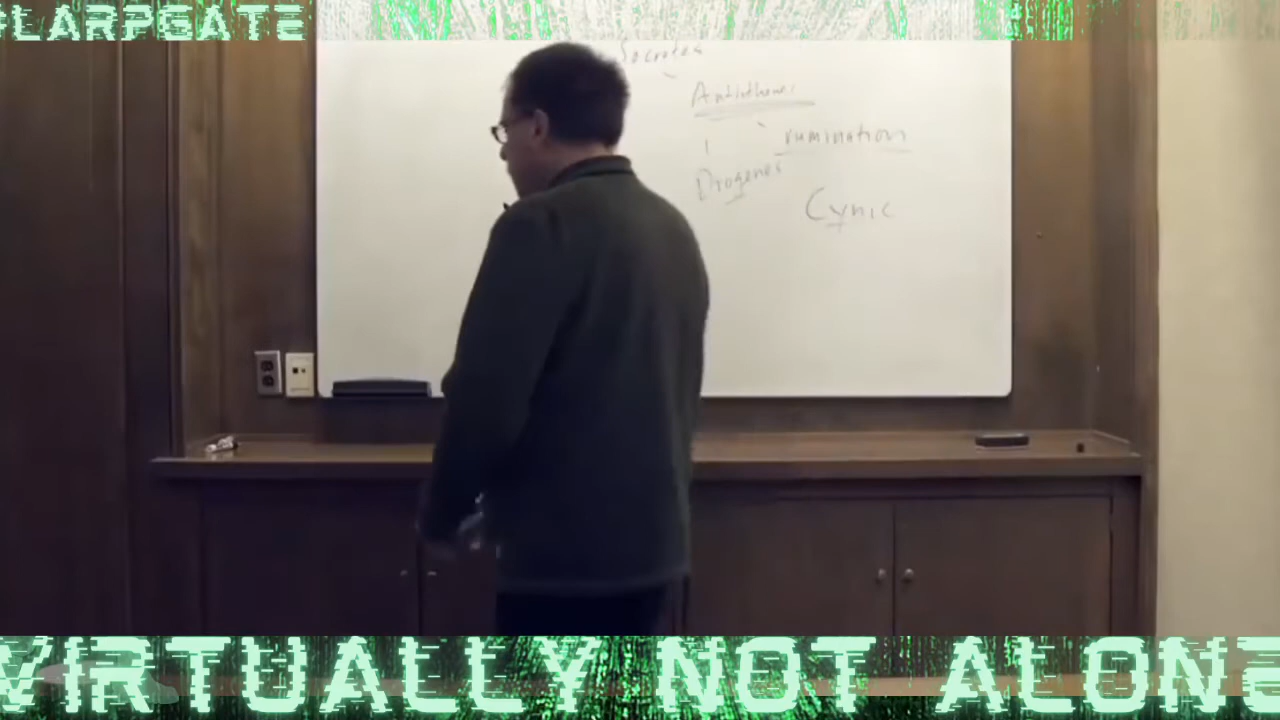 #LARPGATE
Socrates
Antisthenes
rumination
Diogenes
Cynic
VIRTUALLY NOT ALONE